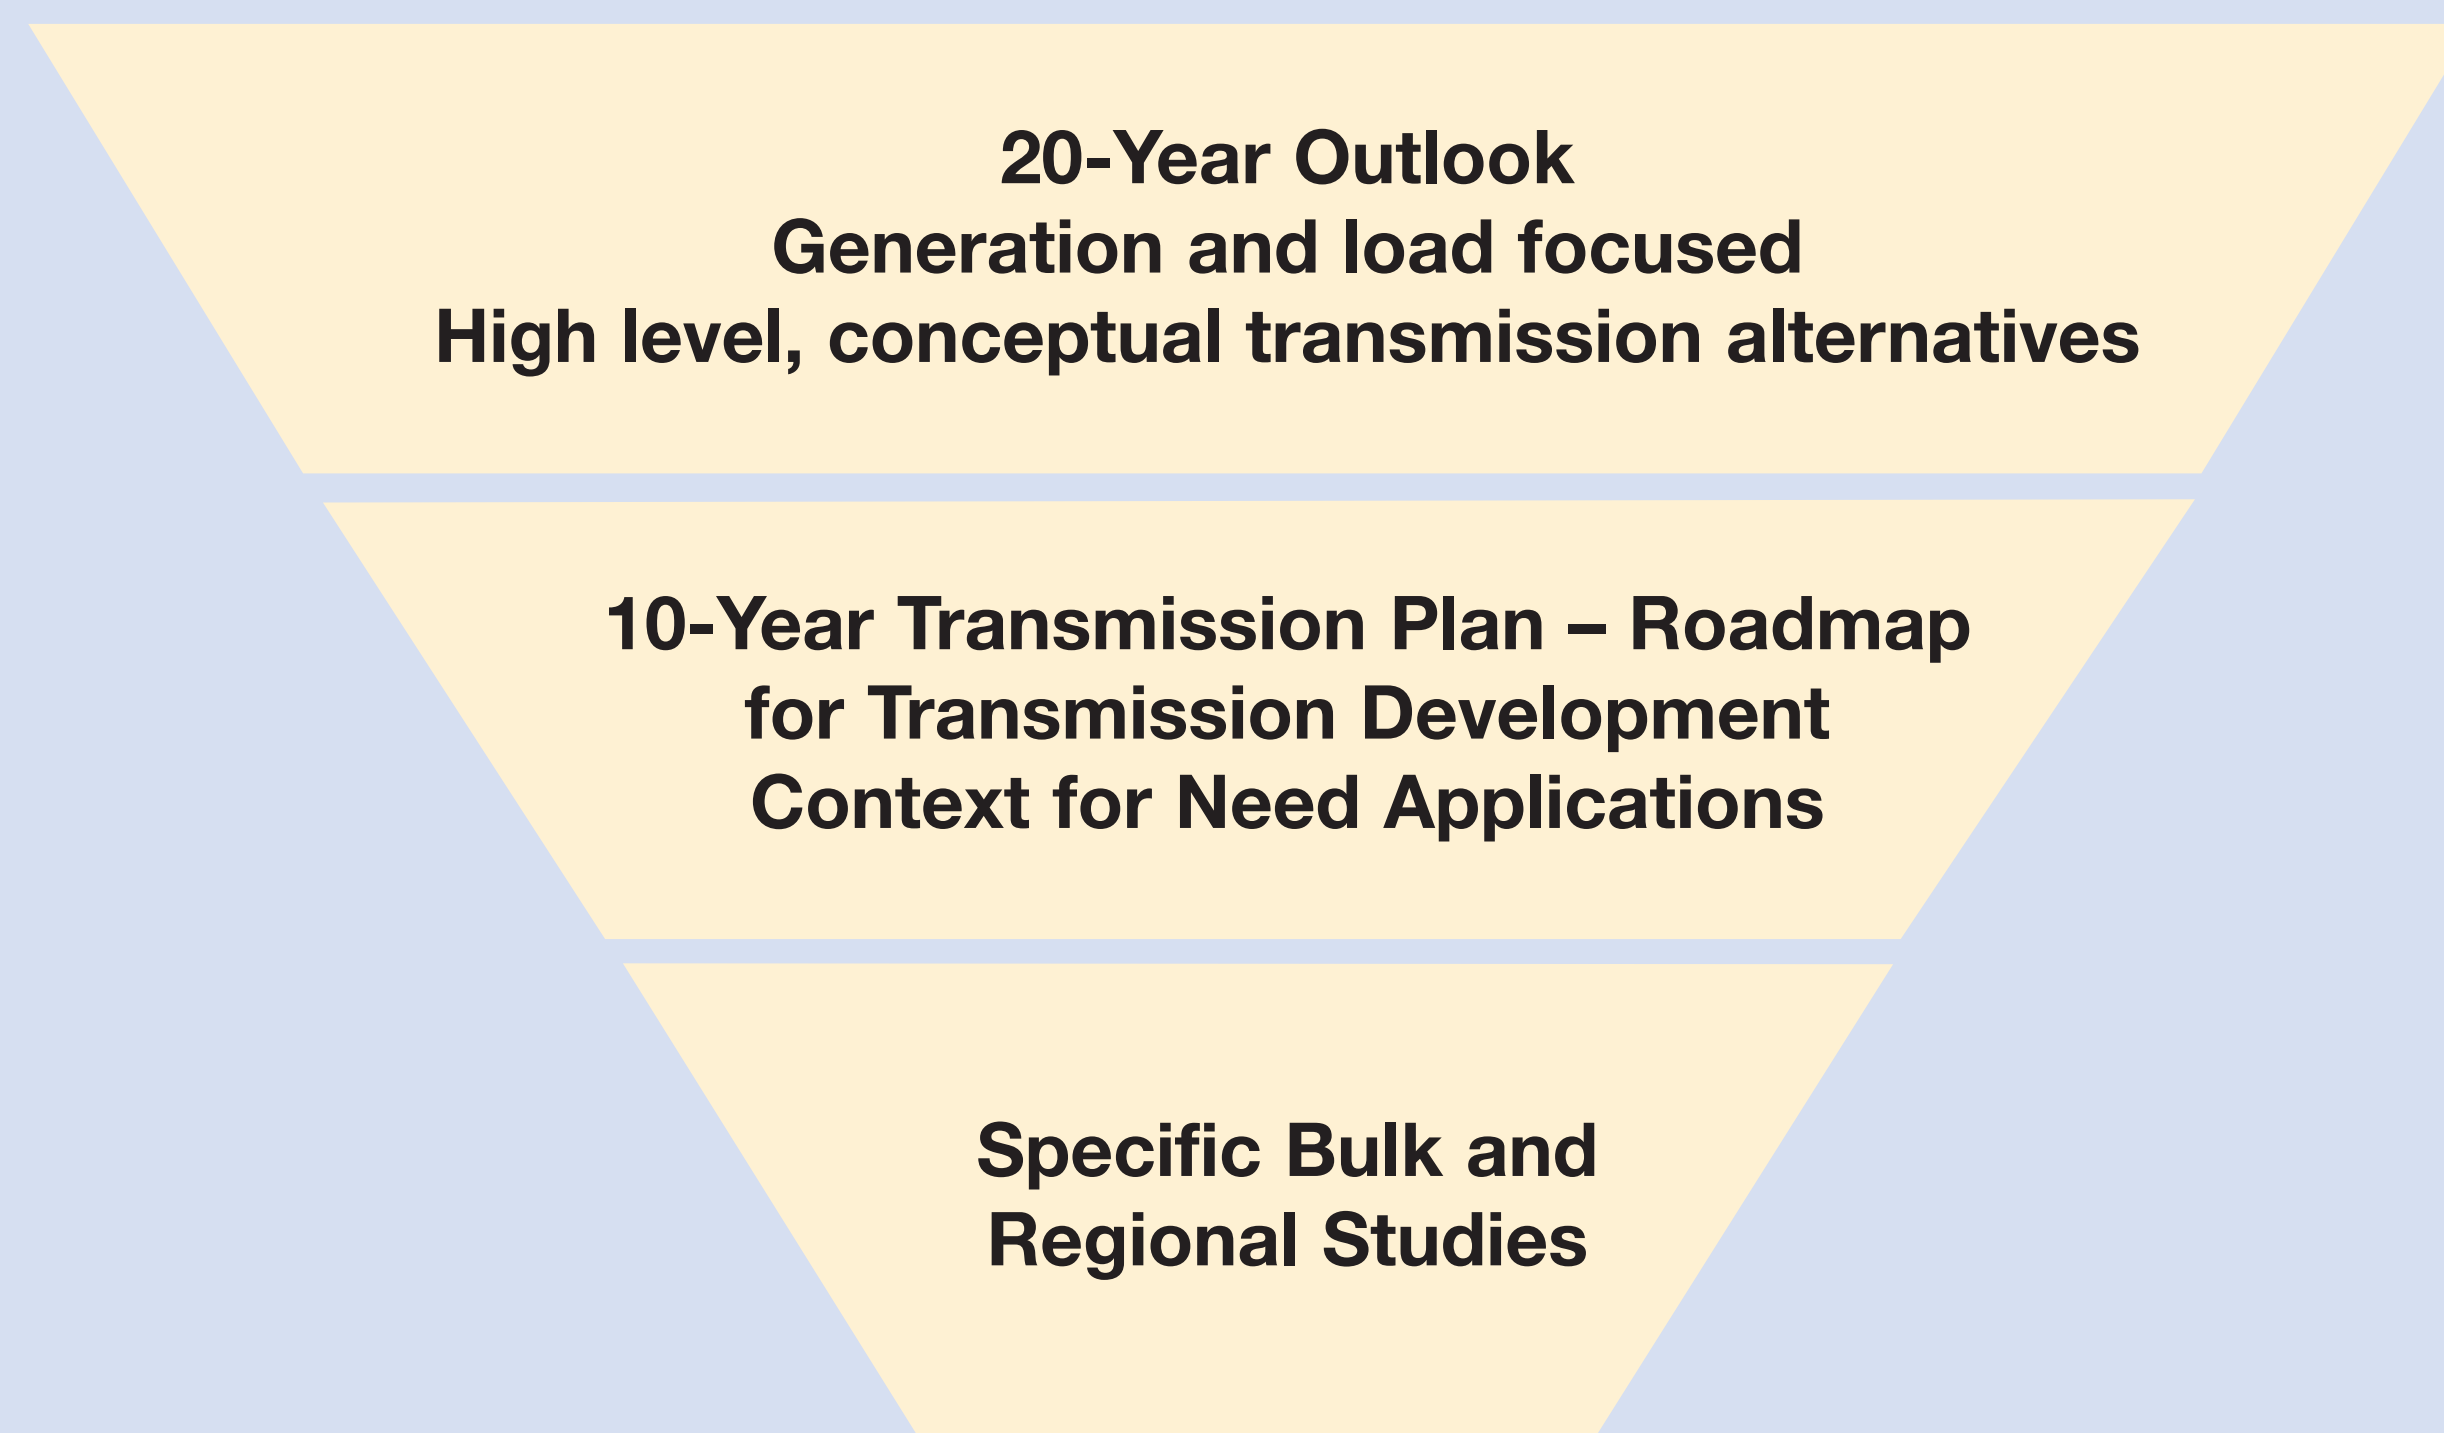 20-Year Outlook
Generation and load focused
High level, conceptual transmission alternatives
10-Year Transmission Plan – Roadmap
for Transmission Development
Context for Need Applications
Specific Bulk and
Regional Studies